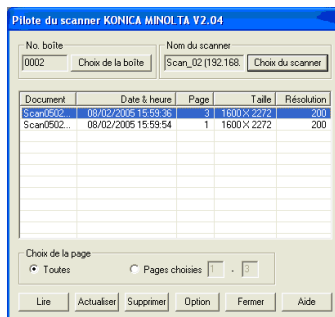 Pilote du scanner KONICA MINOLTA V2.04
No. boîte
Nom du scanner
0002
Choix de la boîte
Scan_02 (192.168.
Choix du scanner
Document Date & heure Page Taille Résolution
Scan0502... 08/02/2005 15:59:36 3 1600 X 2272 200
Scan0502... 08/02/2005 15:59:54 1 1600 X 2272 200
Choix de la page
Toutes
Pages choisies 1 - 3
Lire Actualiser Supprimer Option Fermer Aide